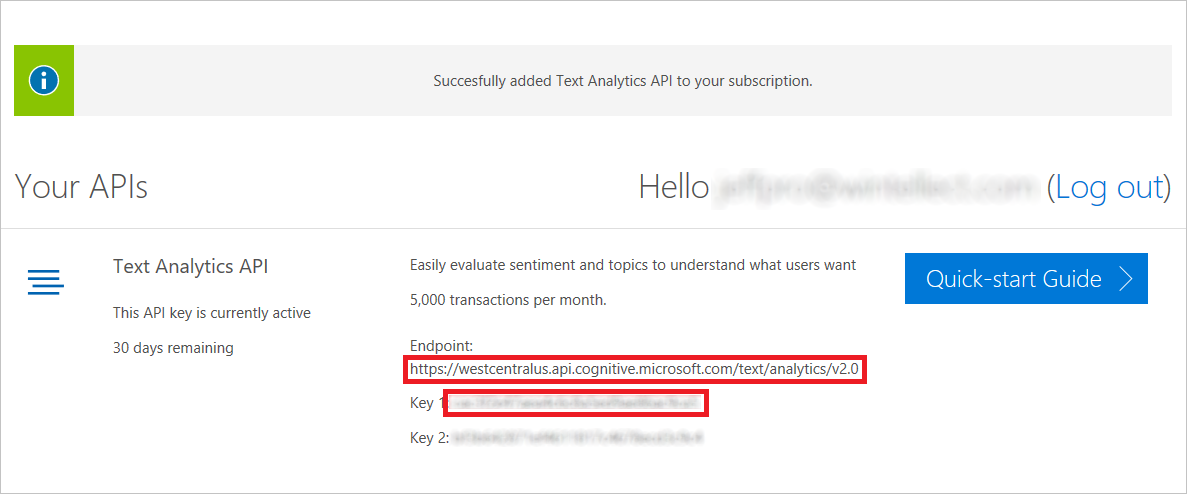 Succesfully added Text Analytics API to your subscription.
Your APIs
Hello (Log out)
Text Analytics API
This API key is currently active
30 days remaining
Easily evaluate sentiment and topics to understand what users want
5,000 transactions per month.
Endpoint:
https://westcentralus.api.cognitive.microsoft.com/text/analytics/v2.0
Key 1:
Key 2:
Quick-start Guide